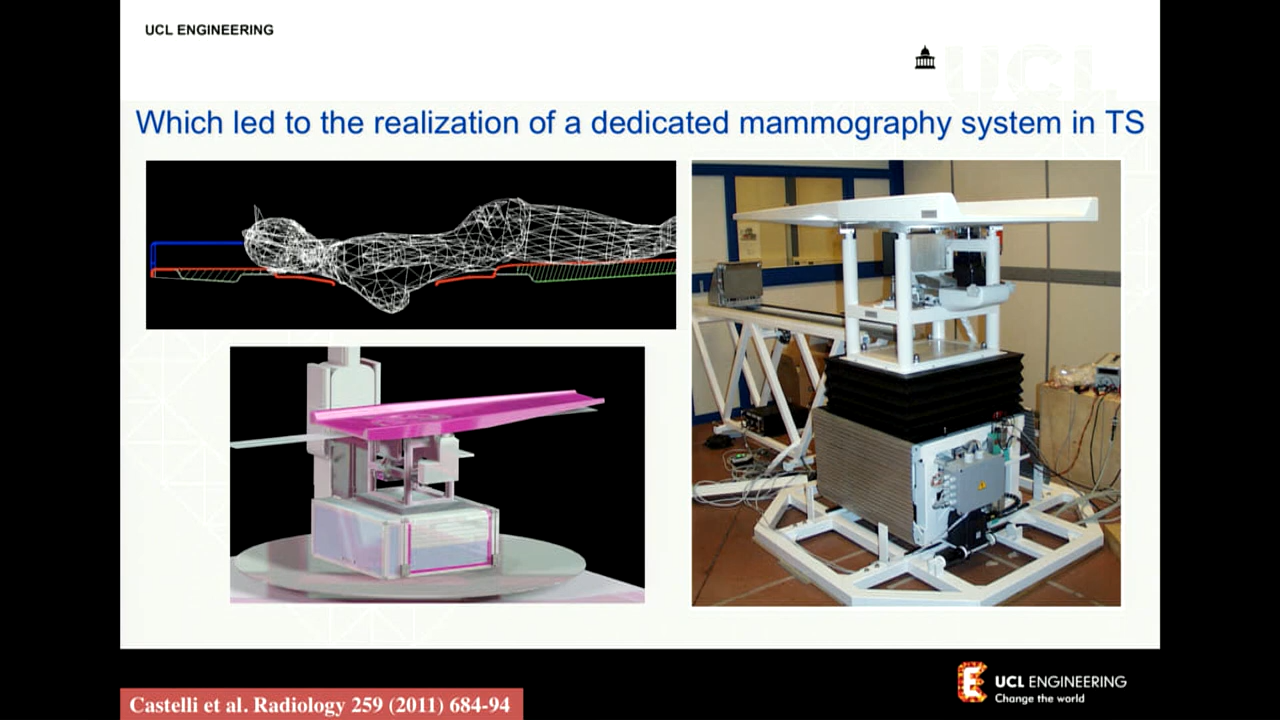 UCL ENGINEERING
UCL
Which led to the realization of a dedicated mammography system in TS
UCL ENGINEERING
Change the world
Castelli et al. Radiology 259 (2011) 684-94